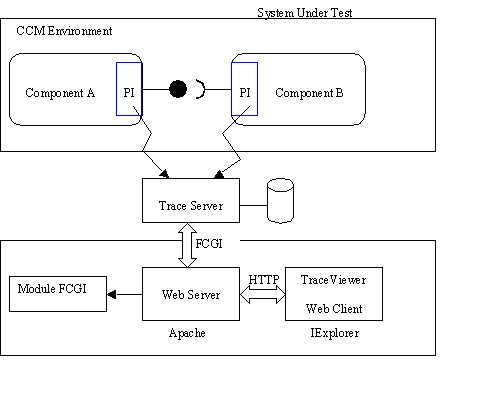 System Under Test
CCM Environment
Component A
PI
PI
Component B
Trace Server
FCGI
Module FCGI
Web Server
HTTP
TraceViewer
Web Client
Apache
IExplorer